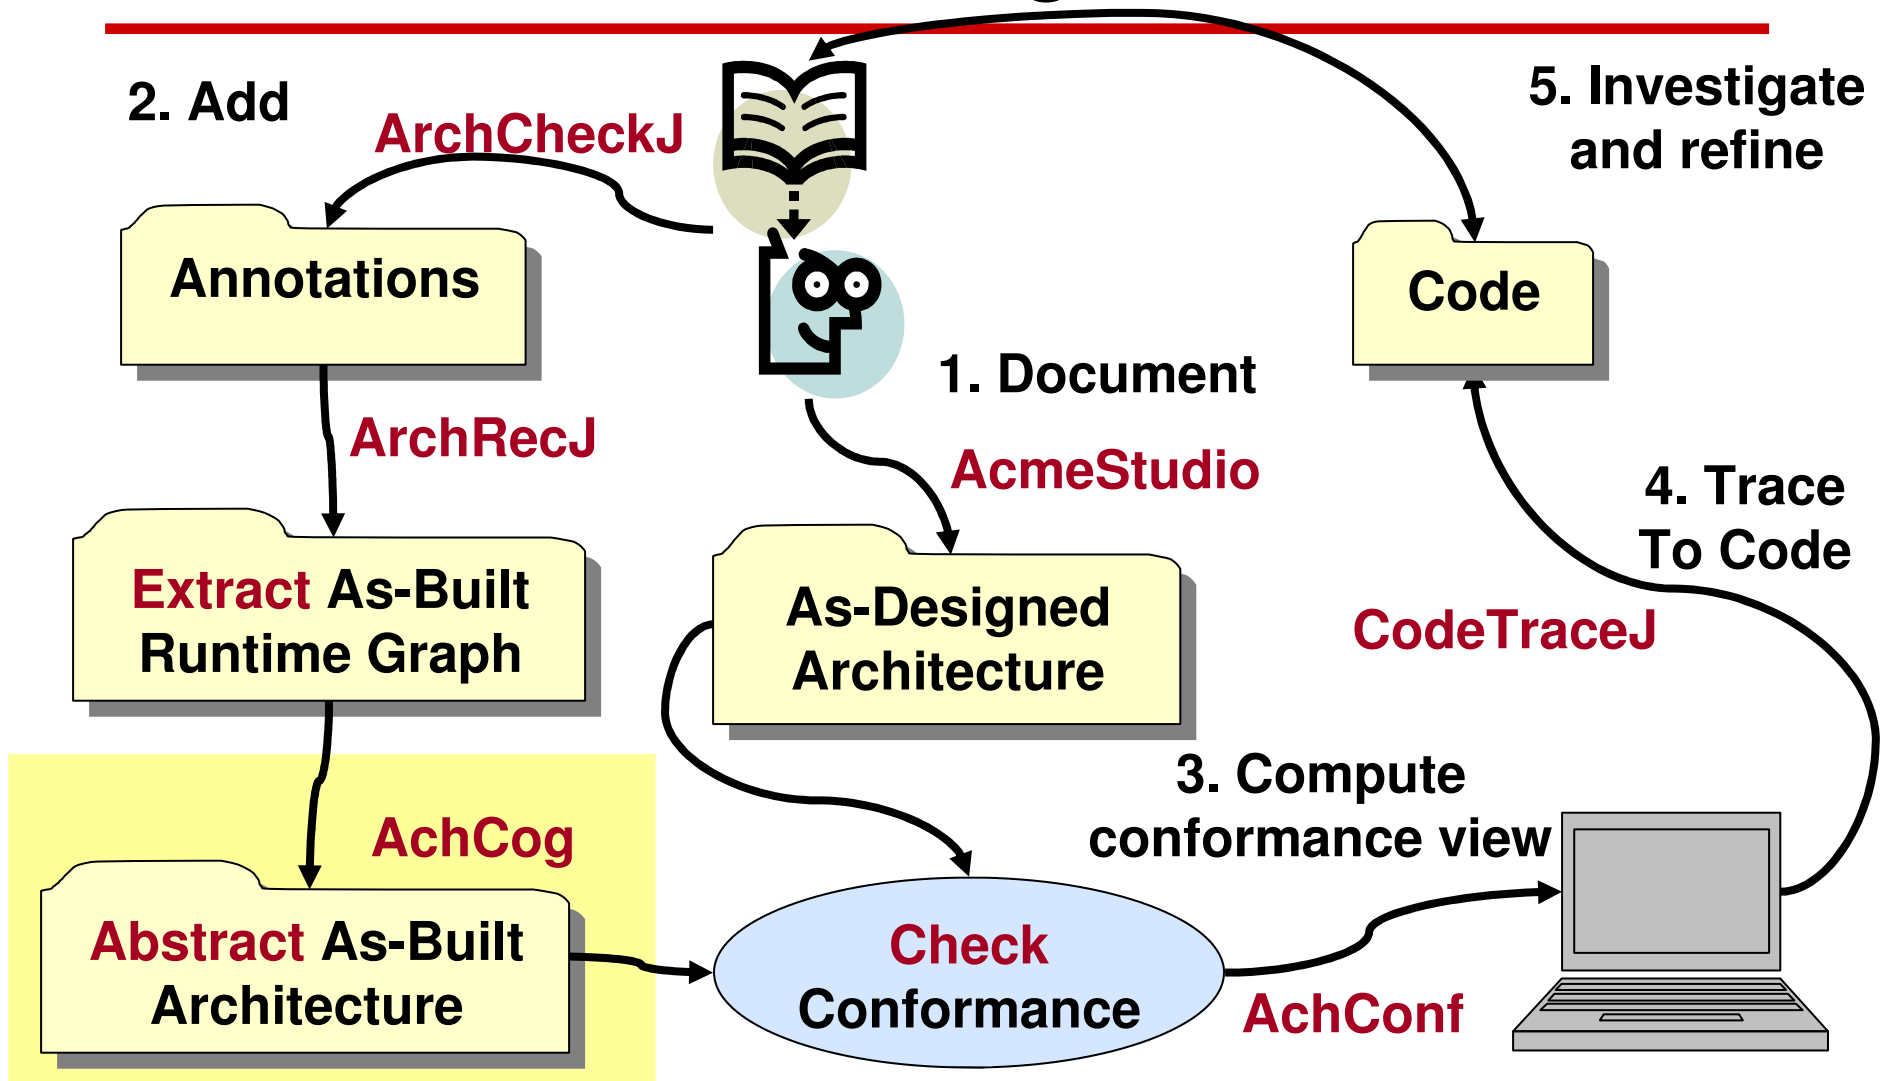 2. Add
ArchCheckJ
5. Investigate
and refine
Annotations
Code
1. Document
ArchRecJ
AcmeStudio
4. Trace
To Code
Extract As-Built
Runtime Graph
As-Designed
Architecture
CodeTraceJ
3. Compute
conformance view
AchCog
Abstract As-Built
Architecture
Check
Conformance
AchConf